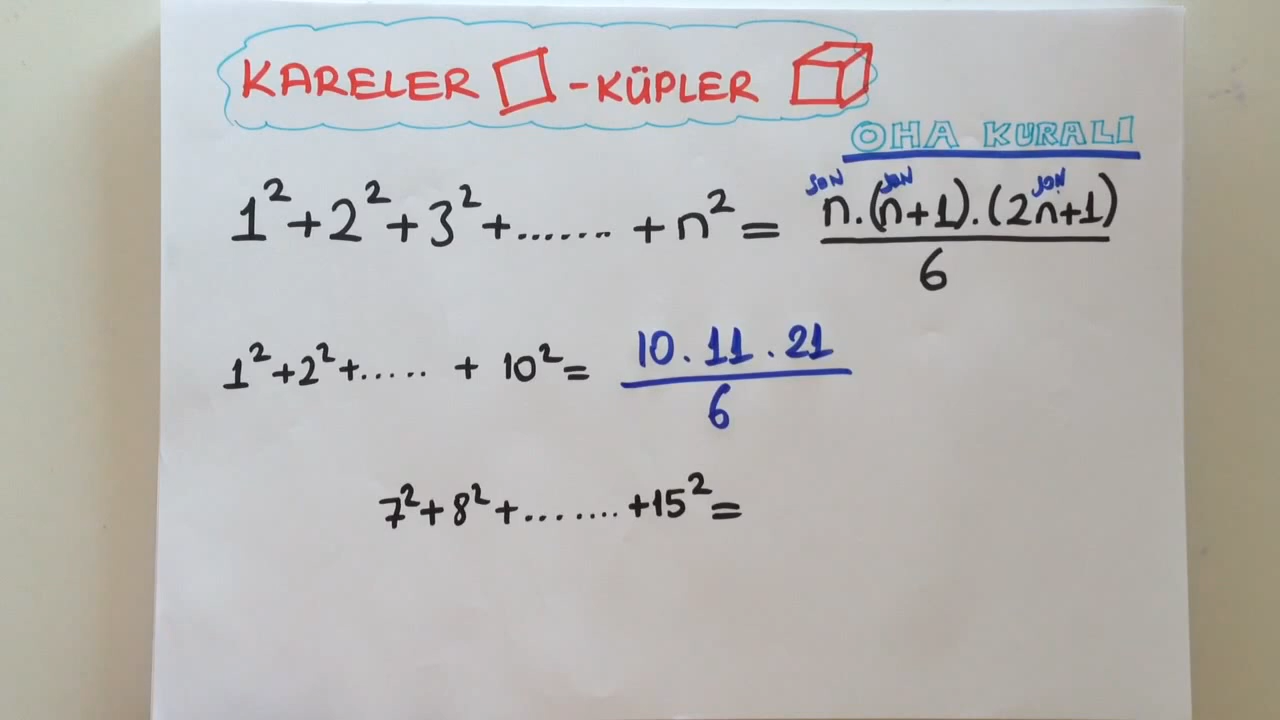 KARELER - KÜPLER
OHA KURALI
SON SON SON
1² + 2² + 3² + ....... + n² = n.(n+1).(2n+1)
6
1² + 2² + ..... + 10² = 10 . 11 . 21
6
7² + 8² + ........ + 15² =